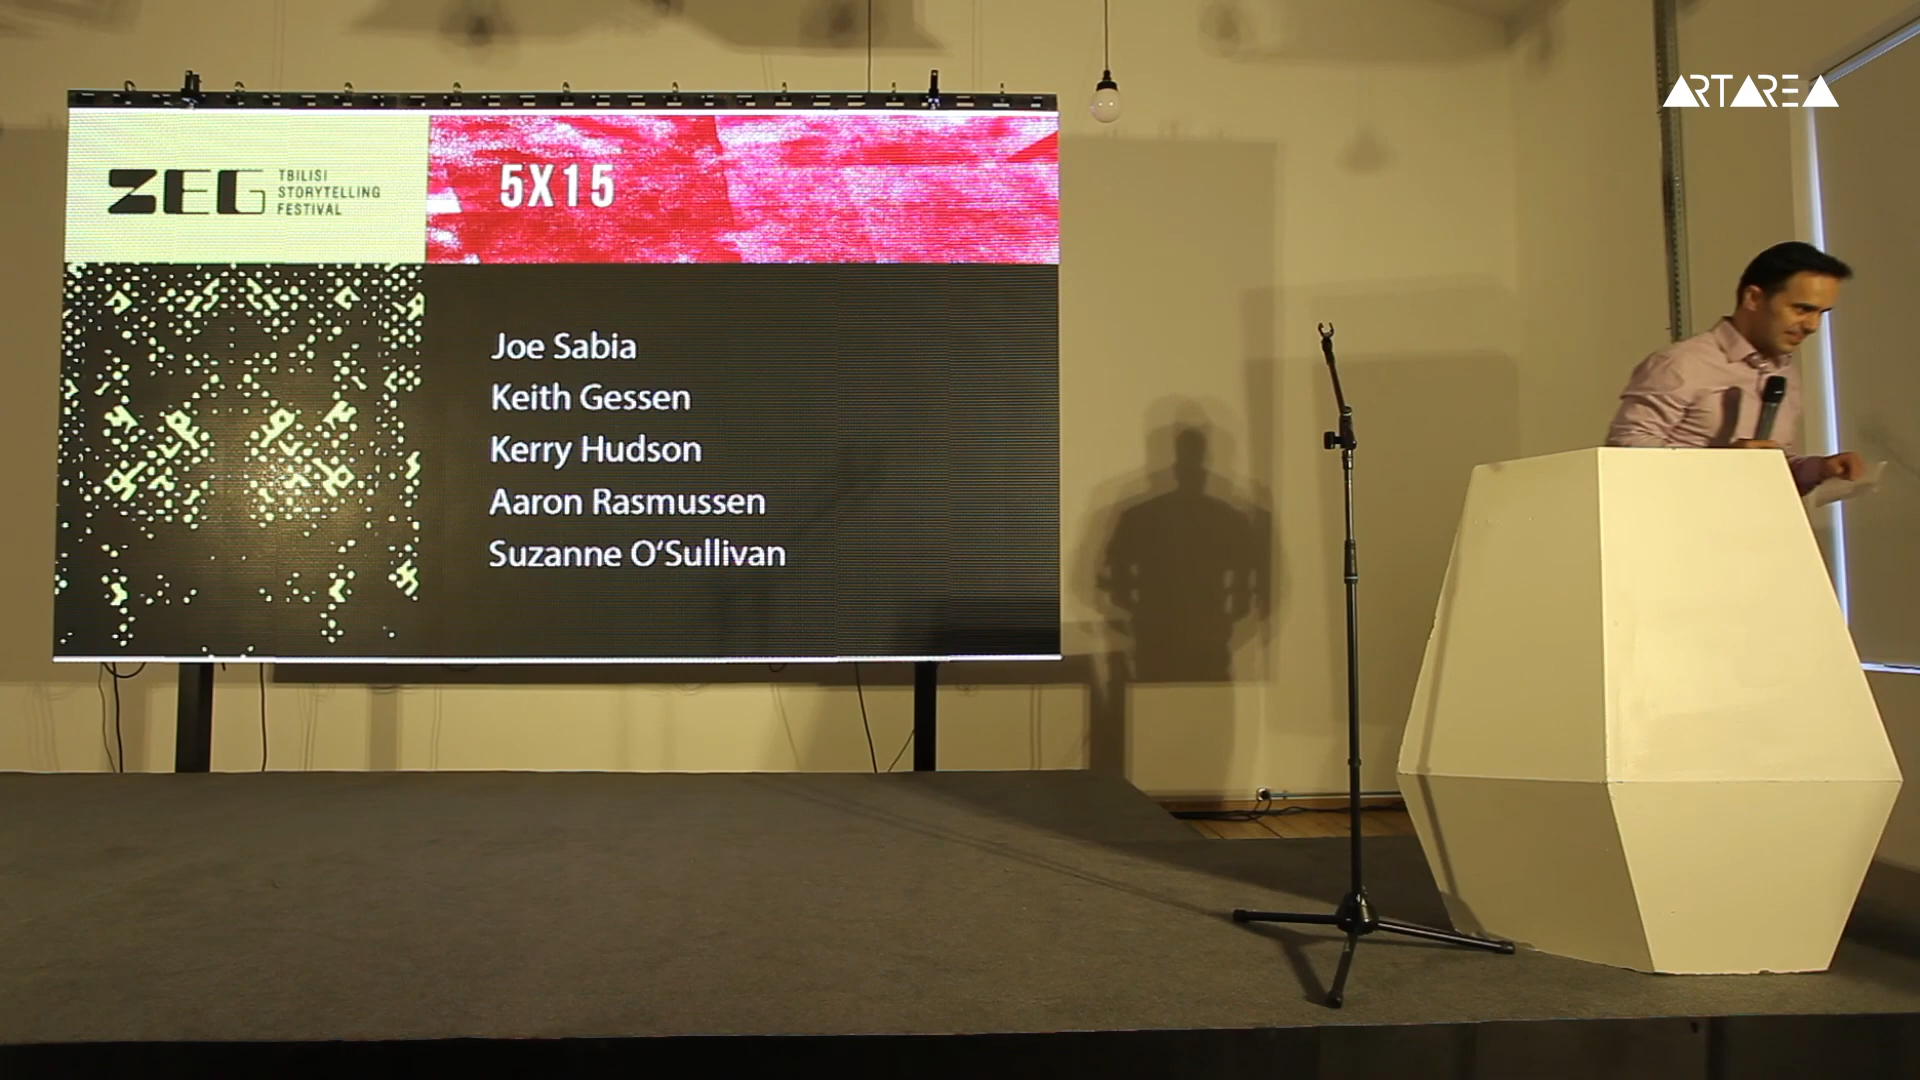 ZEG
TBILISI
STORYTELLING
FESTIVAL
5X15
Joe Sabia
Keith Gessen
Kerry Hudson
Aaron Rasmussen
Suzanne O‘Sullivan
ARTAREA